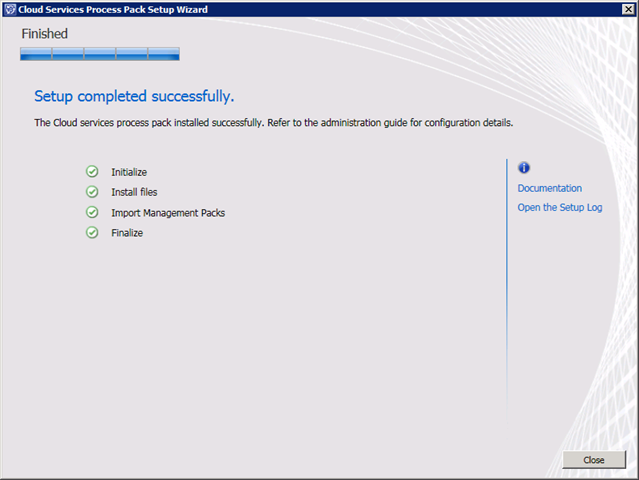 Cloud Services Process Pack Setup Wizard
Finished
Setup completed successfully.
The Cloud services process pack installed successfully. Refer to the administration guide for configuration details.
Initialize
Install files
Import Management Packs
Finalize
Documentation
Open the Setup Log
Close